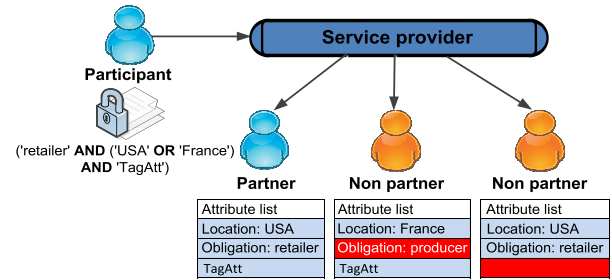 Service provider
Participant
('retailer' AND ('USA' OR 'France')
AND 'TagAtt')
Partner
Non partner
Non partner
Attribute list
Location: USA
Obligation: retailer
TagAtt
Attribute list
Location: France
Obligation: producer
TagAtt
Attribute list
Location: USA
Obligation: retailer